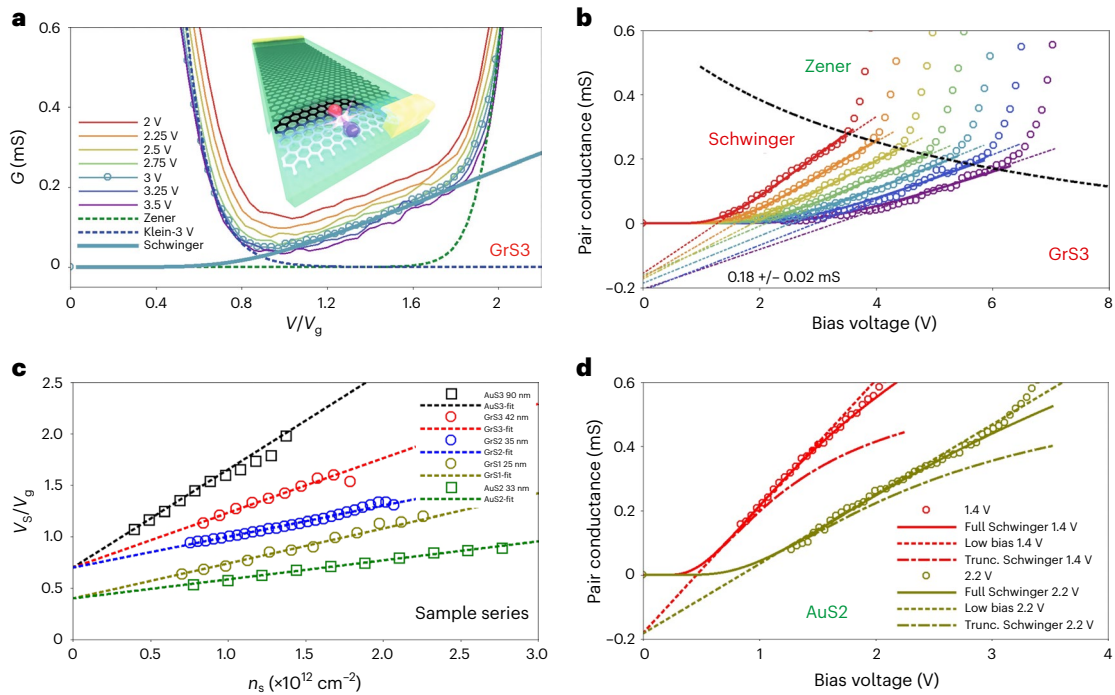 a
0.6
0.4
0.2
0
G (mS)
2 V
2.25 V
2.5 V
2.75 V
3 V
3.25 V
3.5 V
Zener
Klein-3 V
Schwinger
GrS3
0
0.4
0.8
1.2
1.6
2
V/Vg
b
0.6
0.4
0.2
0
−0.2
Pair conductance (mS)
Zener
Schwinger
0.18 +/− 0.02 mS
GrS3
2
4
6
8
Bias voltage (V)
c
2.5
2.0
1.5
1.0
0.5
0
VS/Vg
AuS3 90 nm
AuS3-fit
GrS3 42 nm
GrS3-fit
GrS2 35 nm
GrS2-fit
GrS1 25 nm
GrS1-fit
AuS2 33 nm
AuS2-fit
Sample series
0
0.5
1.0
1.5
2.0
2.5
3.0
ns (×10¹² cm⁻²)
d
0.6
0.4
0.2
0
−0.2
Pair conductance (mS)
1.4 V
Full Schwinger 1.4 V
Low bias 1.4 V
Trunc. Schwinger 1.4 V
2.2 V
Full Schwinger 2.2 V
Low bias 2.2 V
Trunc. Schwinger 2.2 V
AuS2
0
1
2
3
4
Bias voltage (V)